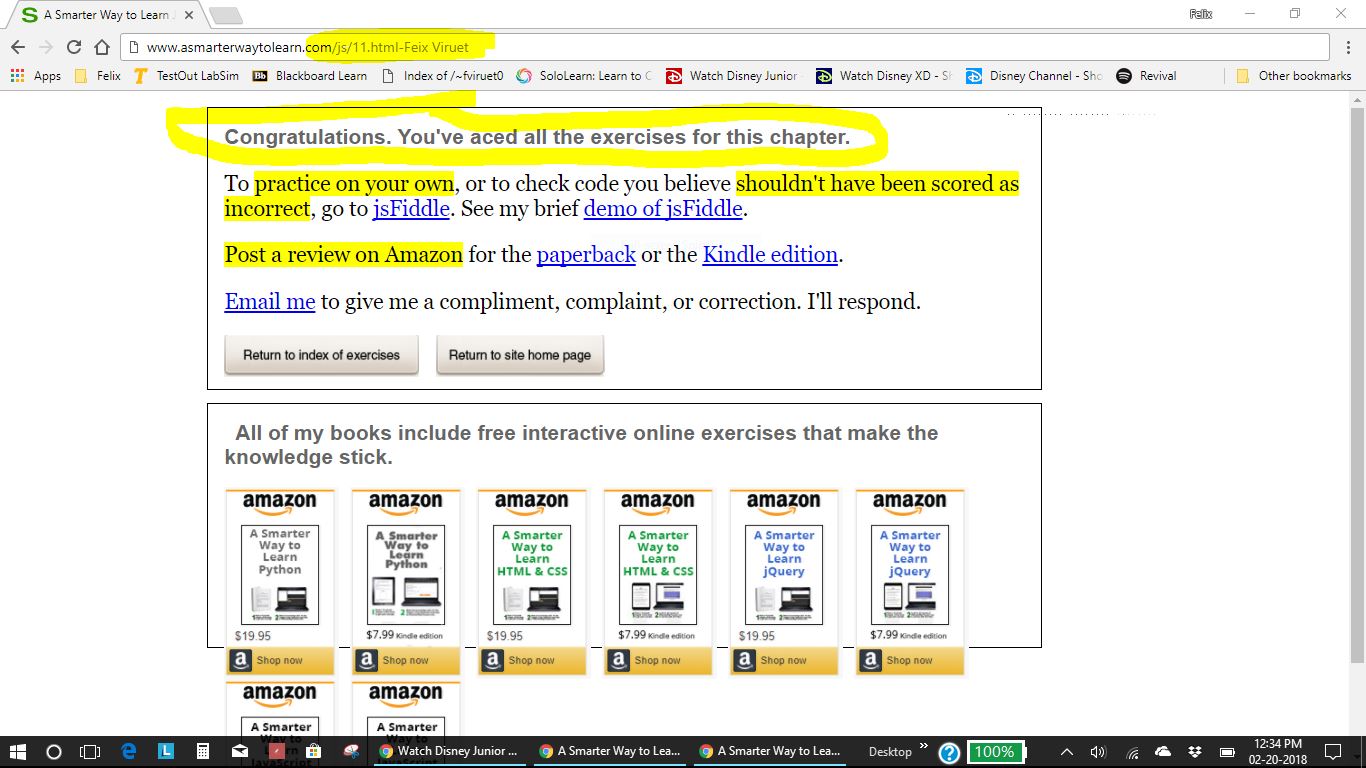 A Smarter Way to Learn
Felix
www.asmarterwaytolearn.com/js/11.html-Feix Viruet
Apps Felix TestOut LabSim Bb Blackboard Learn Index of /~fviruet0 SoloLearn: Learn to C Watch Disney Junior Watch Disney XD - Sh Disney Channel - Sho Revival Other bookmarks
Congratulations. You've aced all the exercises for this chapter.
To practice on your own, or to check code you believe shouldn't have been scored as
incorrect, go to jsFiddle. See my brief demo of jsFiddle.
Post a review on Amazon for the paperback or the Kindle edition.
Email me to give me a compliment, complaint, or correction. I'll respond.
Return to index of exercises Return to site home page
All of my books include free interactive online exercises that make the
knowledge stick.
amazon amazon amazon amazon amazon amazon
A Smarter A Smarter A Smarter A Smarter A Smarter A Smarter
Way to Way to Way to Way to Way to Way to
Learn Learn Learn Learn Learn Learn
Python Python HTML & CSS HTML & CSS jQuery jQuery
$19.95 $7.99 Kindle edition $19.95 $7.99 Kindle edition $19.95 $7.99 Kindle edition
a Shop now a Shop now a Shop now a Shop now a Shop now a Shop now
amazon amazon
A Smarter A Smarter
Watch Disney Junior ... A Smarter Way to Lea... A Smarter Way to Lea... Desktop » 100% 12:34 PM
02-20-2018